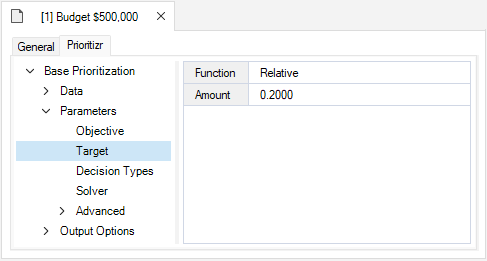 [1] Budget $500,000
General Prioritizr
Base Prioritization
Data
Parameters
Objective
Target
Decision Types
Solver
Advanced
Output Options
Function Relative
Amount 0.2000